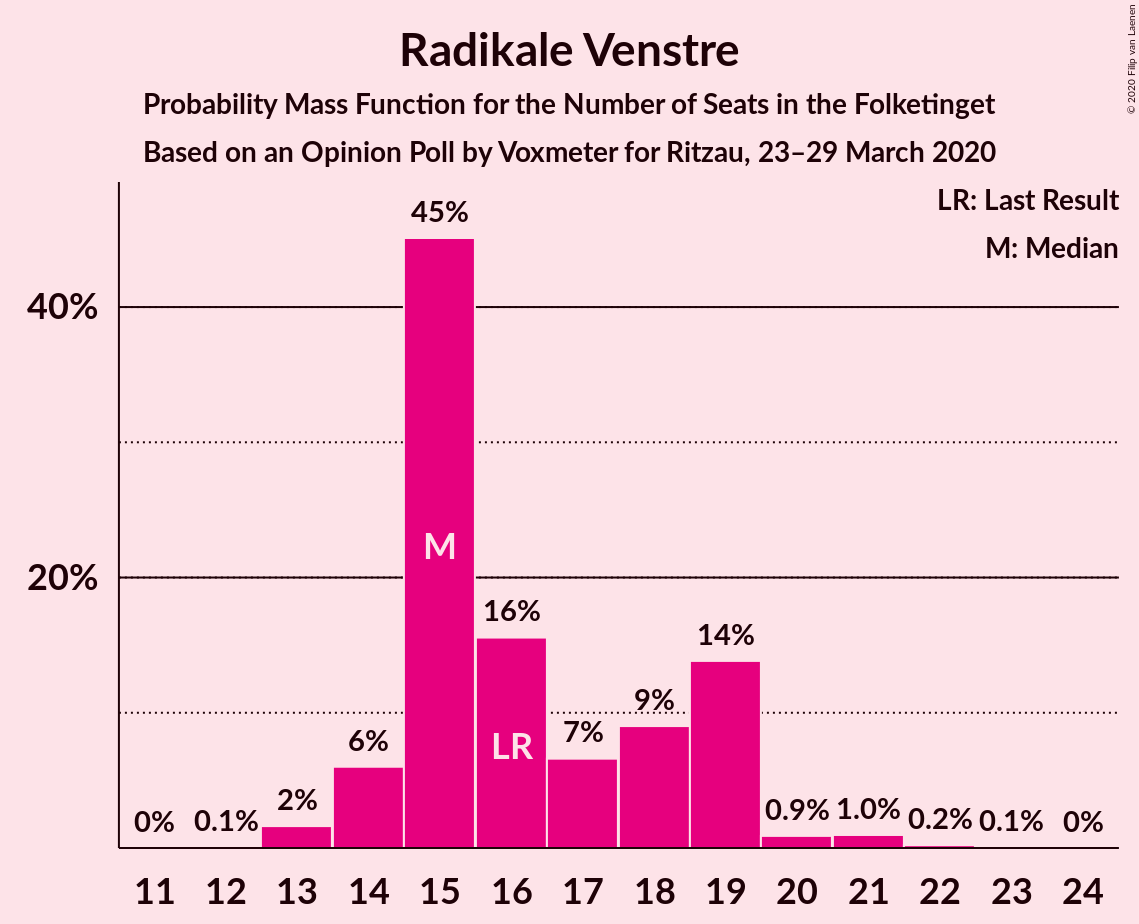 Radikale Venstre
Probability Mass Function for the Number of Seats in the Folketinget
Based on an Opinion Poll by Voxmeter for Ritzau, 23–29 March 2020
© 2020 Filip van Laenen
LR: Last Result
M: Median
45%
40%
M
20%
16%
14%
9%
LR
7%
6%
2%
0% 0.1% 0.9% 1.0% 0.2% 0.1% 0%
11 12 13 14 15 16 17 18 19 20 21 22 23 24